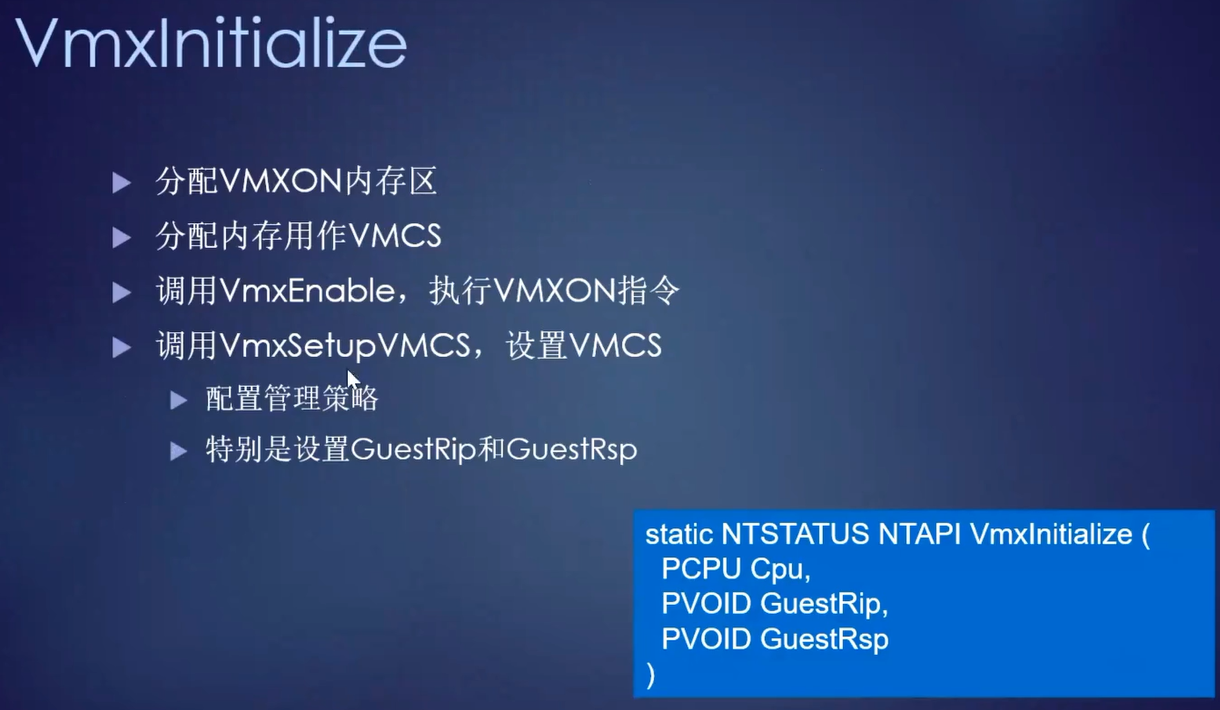 VmxInitialize
分配VMXON内存区
分配内存用作VMCS
调用VmxEnable，执行VMXON指令
调用VmxSetupVMCS，设置VMCS
配置管理策略
特别是设置GuestRip和GuestRsp
static NTSTATUS NTAPI VmxInitialize (
PCPU Cpu,
PVOID GuestRip,
PVOID GuestRsp
)